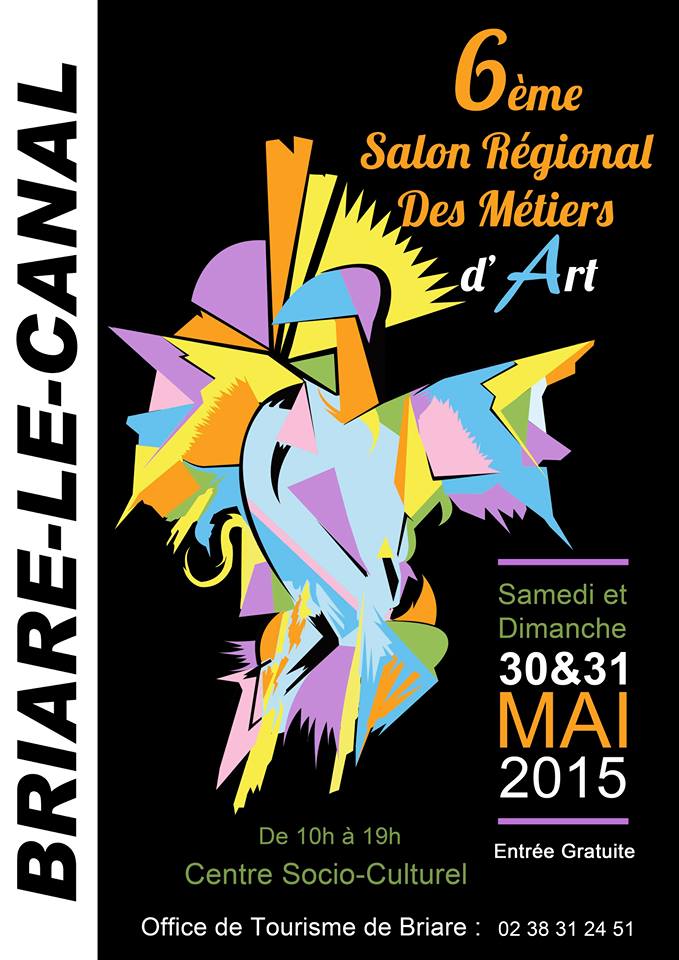 BRIARE-LE-CANAL
6ème
Salon Régional
Des Métiers
d'Art
Samedi et
Dimanche
30&31
MAI
2015
De 10h à 19h
Centre Socio-Culturel
Entrée Gratuite
Office de Tourisme de Briare : 02 38 31 24 51